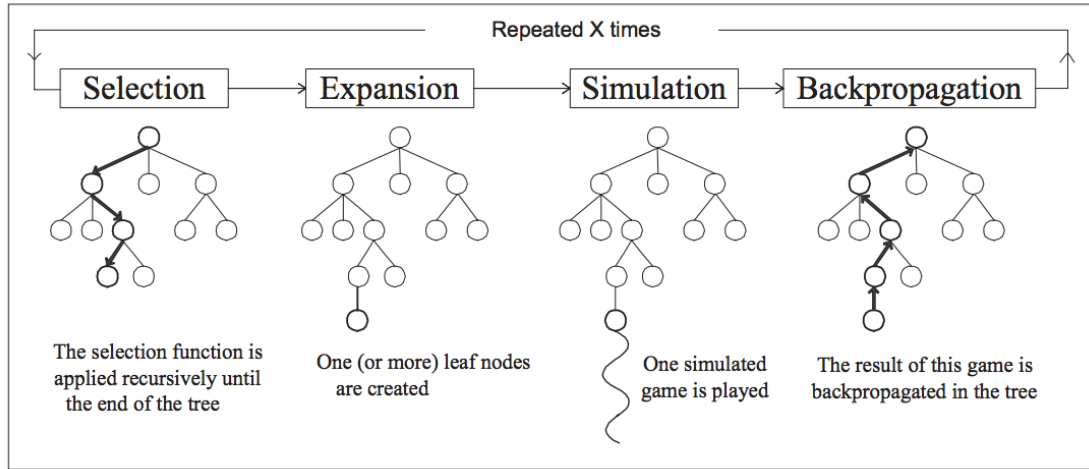 Repeated X times
Selection
Expansion
Simulation
Backpropagation
The selection function is
applied recursively until
the end of the tree
One (or more) leaf nodes
are created
One simulated
game is played
The result of this game is
backpropagated in the tree